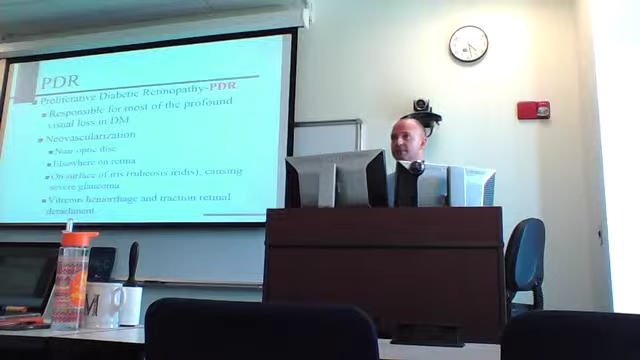 PDR
Proliferative Diabetic Retinopathy-PDR
Responsible for most of the profound
visual loss in DM
Neovascularization
Near optic disc
Elsewhere on retina
On surface of iris (rubeosis iridis), causing
severe glaucoma
Vitreous hemorrhage and traction retinal
detachment